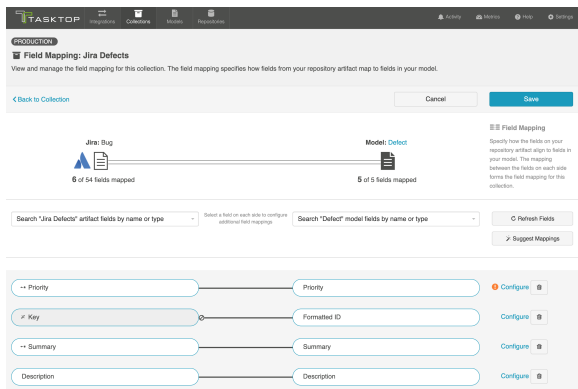 TASKTOP
Integrations
Collections
Models
Repositories
Activity
Metrics
Help
Settings
PRODUCTION
Field Mapping: Jira Defects
View and manage the field mapping for this collection. The field mapping specifies how fields from your repository artifact map to fields in your model.
Back to Collection
Cancel
Save
Jira: Bug
Model: Defect
6 of 54 fields mapped
5 of 5 fields mapped
Field Mapping
Specify how the fields on your
repository artifact align to fields in
your model. The mapping
between the fields on each side
forms the field mapping for this
collection.
Search "Jira Defects" artifact fields by name or type
Select a field on each side to configure
additional field mappings
Search "Defect" model fields by name or type
Refresh Fields
Suggest Mappings
Priority
Priority
Configure
Key
Formatted ID
Configure
Summary
Summary
Configure
Description
Description
Configure